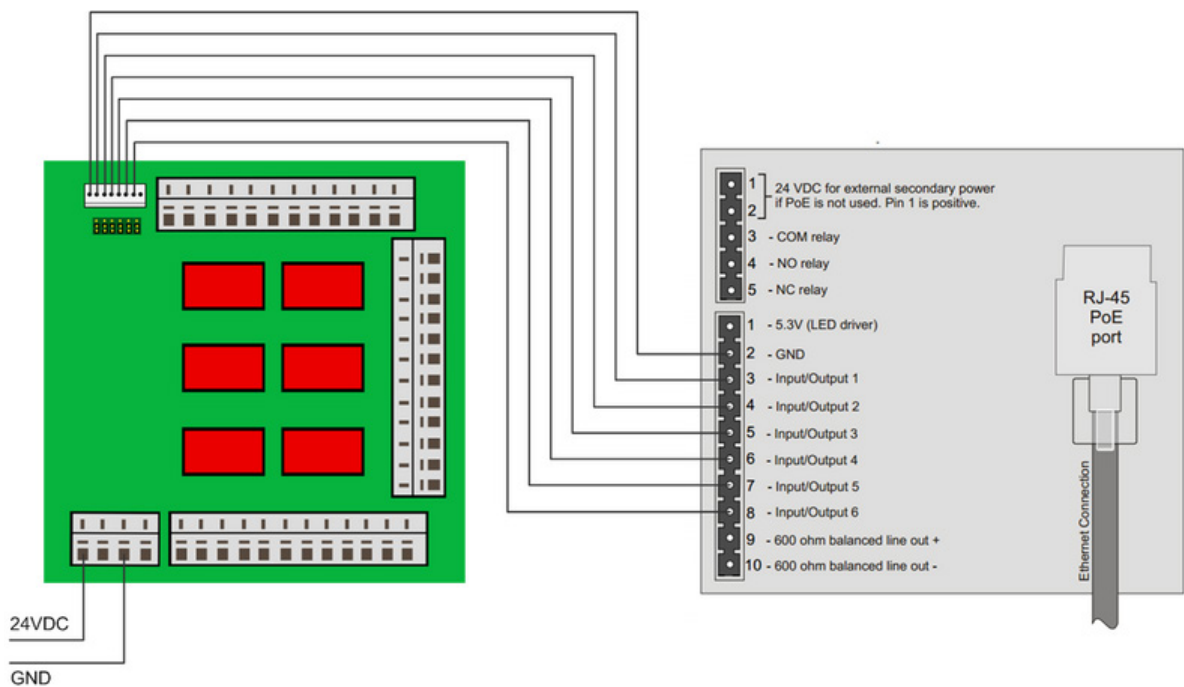 1
2
24 VDC for external secondary power
if PoE is not used. Pin 1 is positive.
3 - COM relay
4 - NO relay
5 - NC relay
1 - 5.3V (LED driver)
2 - GND
3 - Input/Output 1
4 - Input/Output 2
5 - Input/Output 3
6 - Input/Output 4
7 - Input/Output 5
8 - Input/Output 6
9 - 600 ohm balanced line out +
10 - 600 ohm balanced line out -
RJ-45
PoE
port
Ethernet Connection
24VDC
GND